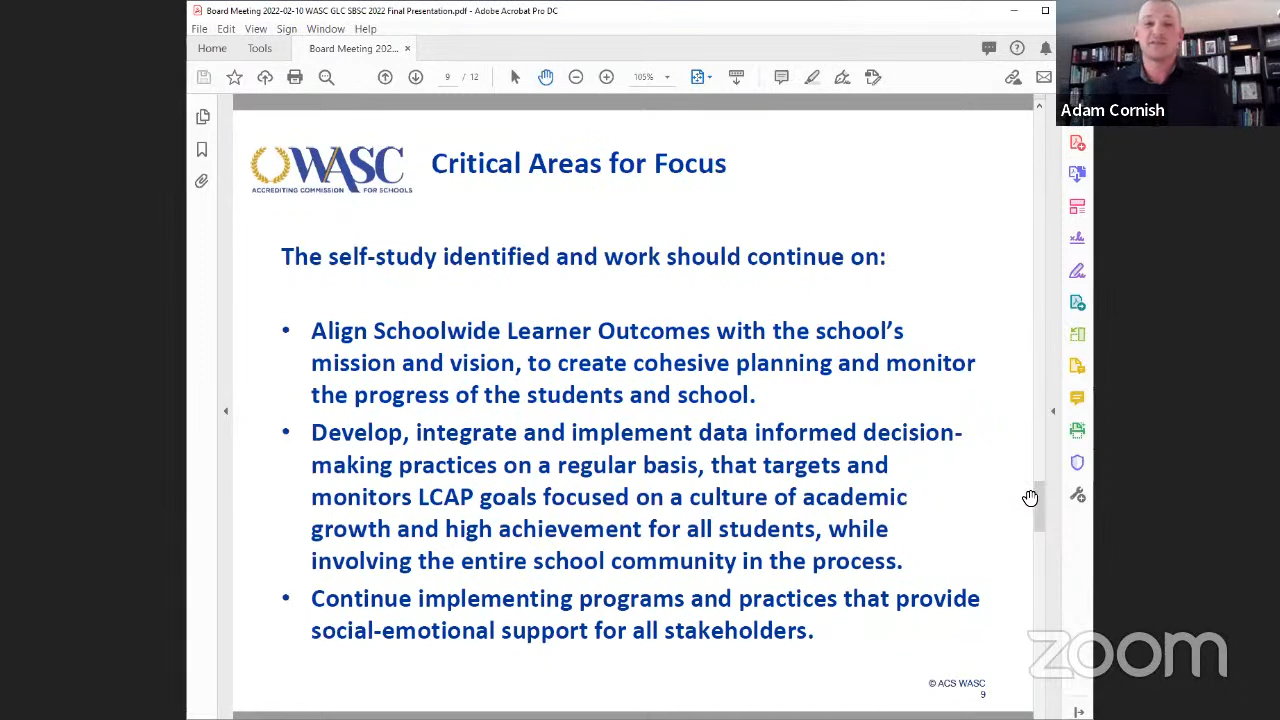 Board Meeting 2022-02-10 WASC GLC SBSC 2022 Final Presentation.pdf - Adobe Acrobat Pro DC
File Edit View Sign Window Help
Home Tools Board Meeting 202... ×
9 / 12 105%
Adam Cornish
WASC
ACCREDITING COMMISSION FOR SCHOOLS
Critical Areas for Focus
The self-study identified and work should continue on:
• Align Schoolwide Learner Outcomes with the school's
mission and vision, to create cohesive planning and monitor
the progress of the students and school.
• Develop, integrate and implement data informed decision-
making practices on a regular basis, that targets and
monitors LCAP goals focused on a culture of academic
growth and high achievement for all students, while
involving the entire school community in the process.
• Continue implementing programs and practices that provide
social-emotional support for all stakeholders.
zoom
© ACS WASC
9